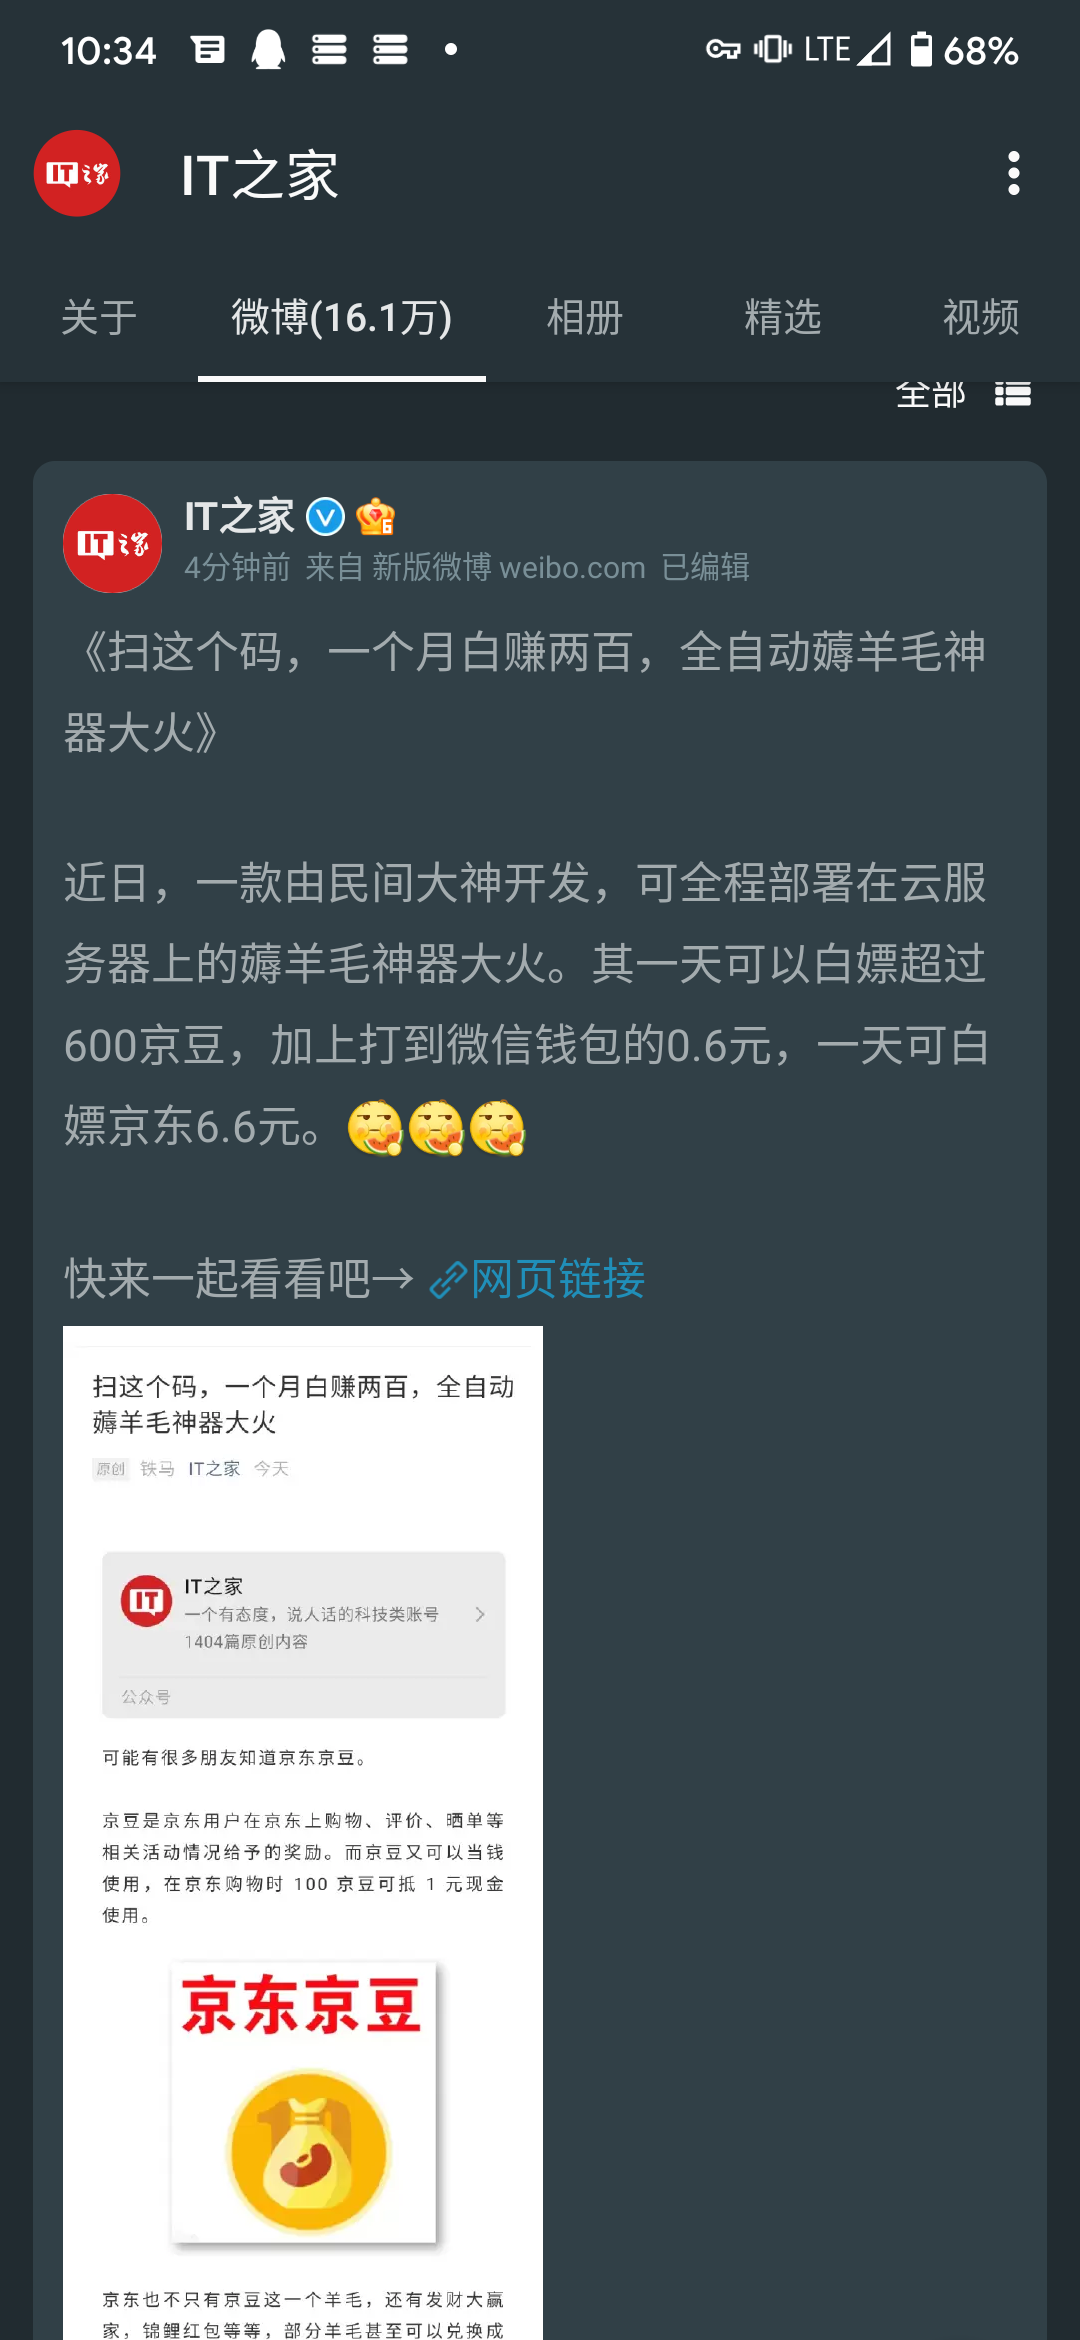 10:34
LTE
68%
IT之家
IT之家
关于
微博(16.1万)
相册
精选
视频
全部
IT之家
IT之家
4分钟前 来自 新版微博 weibo.com 已编辑
《扫这个码，一个月白赚两百，全自动薅羊毛神
器大火》
近日，一款由民间大神开发，可全程部署在云服
务器上的薅羊毛神器大火。其一天可以白嫖超过
600京豆，加上打到微信钱包的0.6元，一天可白
嫖京东6.6元。
快来一起看看吧→ 网页链接
扫这个码，一个月白赚两百，全自动
薅羊毛神器大火
原创 铁马 IT之家 今天
IT
IT之家
一个有态度，说人话的科技类账号
1404篇原创内容
公众号
可能有很多朋友知道京东京豆。
京豆是京东用户在京东上购物、评价、晒单等
相关活动情况给予的奖励。而京豆又可以当钱
使用，在京东购物时 100 京豆可抵 1 元现金
使用。
京东京豆
京东也不只有京豆这一个羊毛，还有发财大赢
家，锦鲤红包等等，部分羊毛甚至可以兑换成